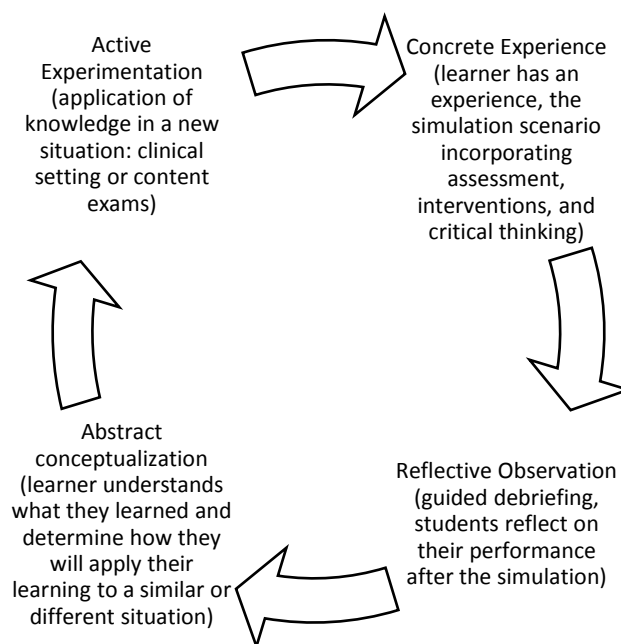 Active
Experimentation
(application of
knowledge in a new
situation: clinical
setting or content
exams)
Concrete Experience
(learner has an
experience, the
simulation scenario
incorporating
assessment,
interventions, and
critical thinking)
Reflective Observation
(guided debriefing,
students reflect on
their performance
after the simulation)
Abstract
conceptualization
(learner understands
what they learned and
determine how they
will apply their
learning to a similar or
different situation)